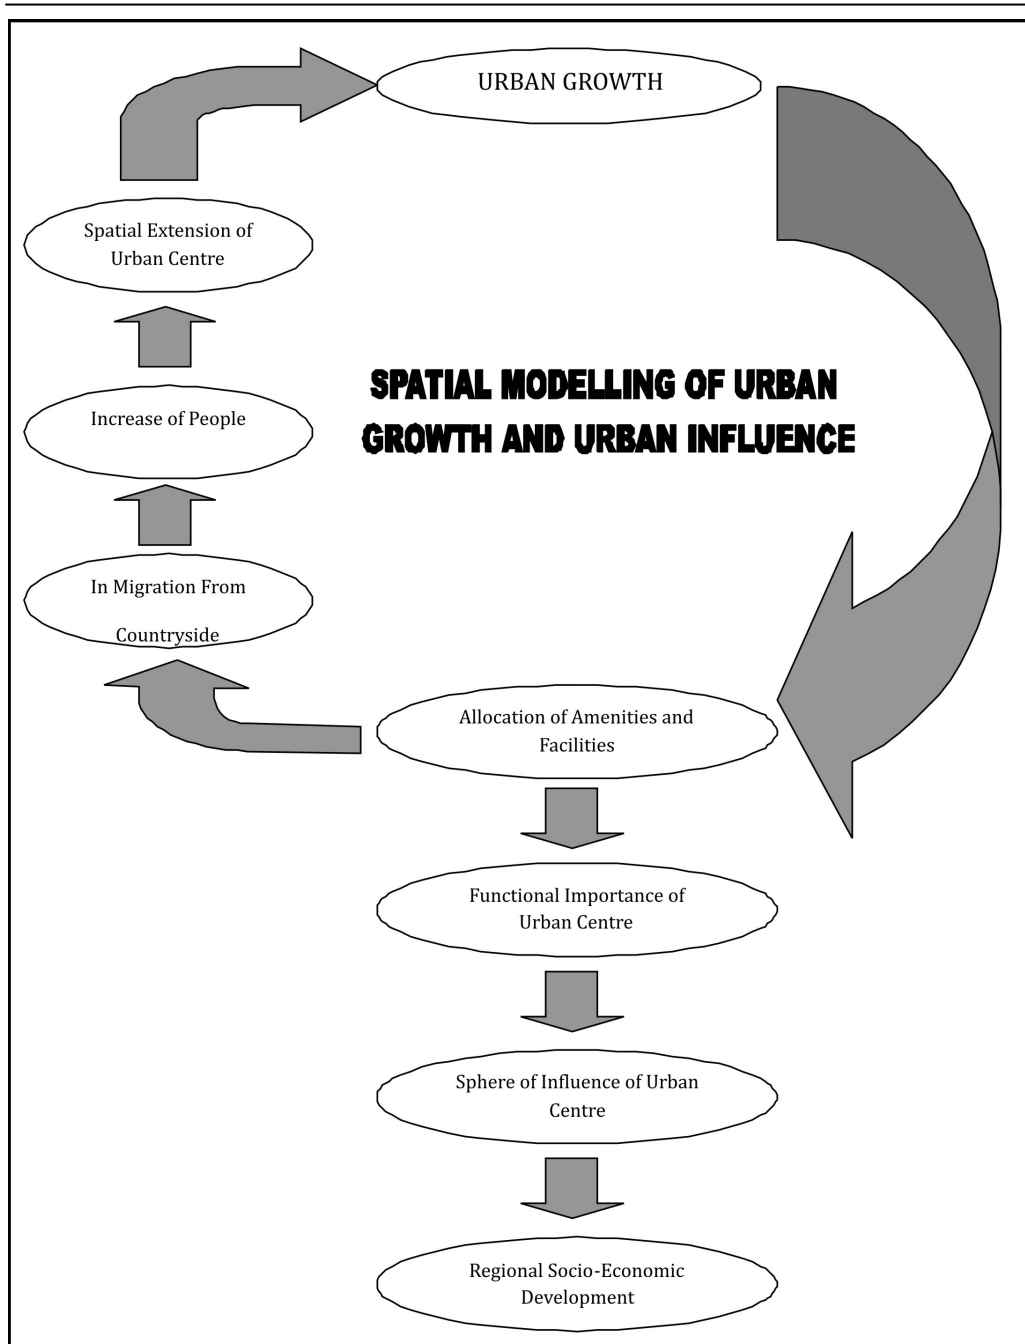 URBAN GROWTH
Spatial Extension of
Urban Centre
SPATIAL MODELLING OF URBAN
GROWTH AND URBAN INFLUENCE
Increase of People
In Migration From
Countryside
Allocation of Amenities and
Facilities
Functional Importance of
Urban Centre
Sphere of Influence of Urban
Centre
Regional Socio-Economic
Development